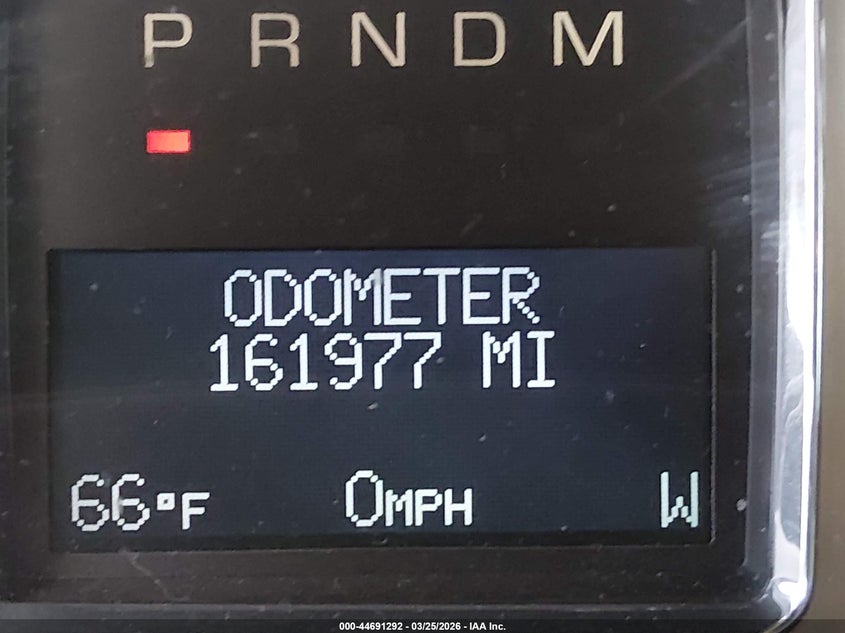 P R N D M
ODOMETER
161977 MI
66°F 0MPH W
000-44691292 - 03/25/2026 - IAA Inc.